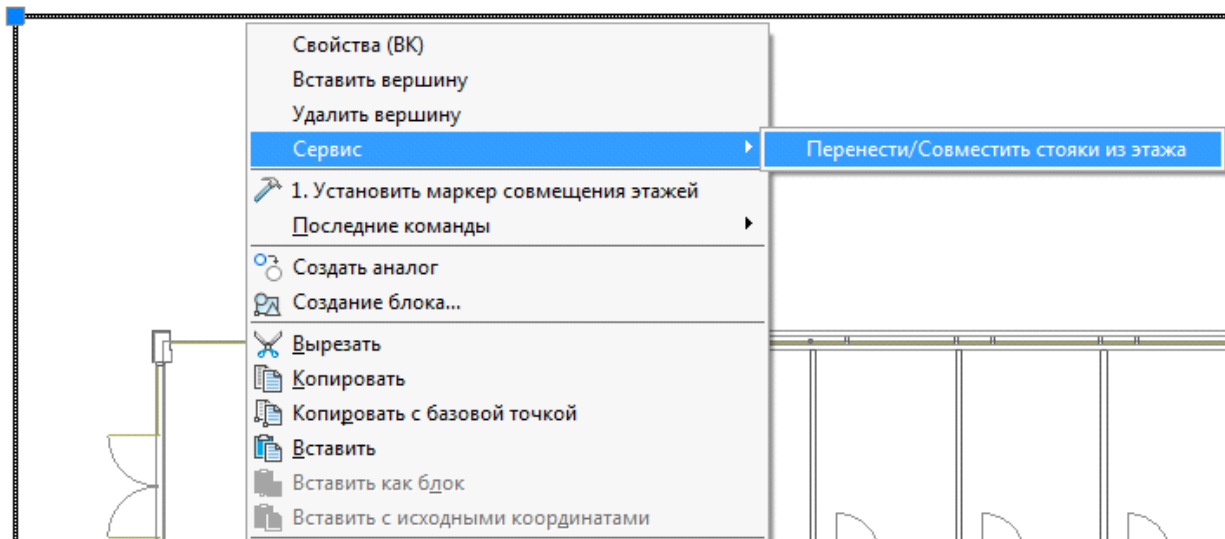 Свойства (ВК)
Вставить вершину
Удалить вершину
Сервис
Перенести/Совместить стояки из этажа
1. Установить маркер совмещения этажей
Последние команды
Создать аналог
Создание блока...
Вырезать
Копировать
Копировать с базовой точкой
Вставить
Вставить как блок
Вставить с исходными координатами